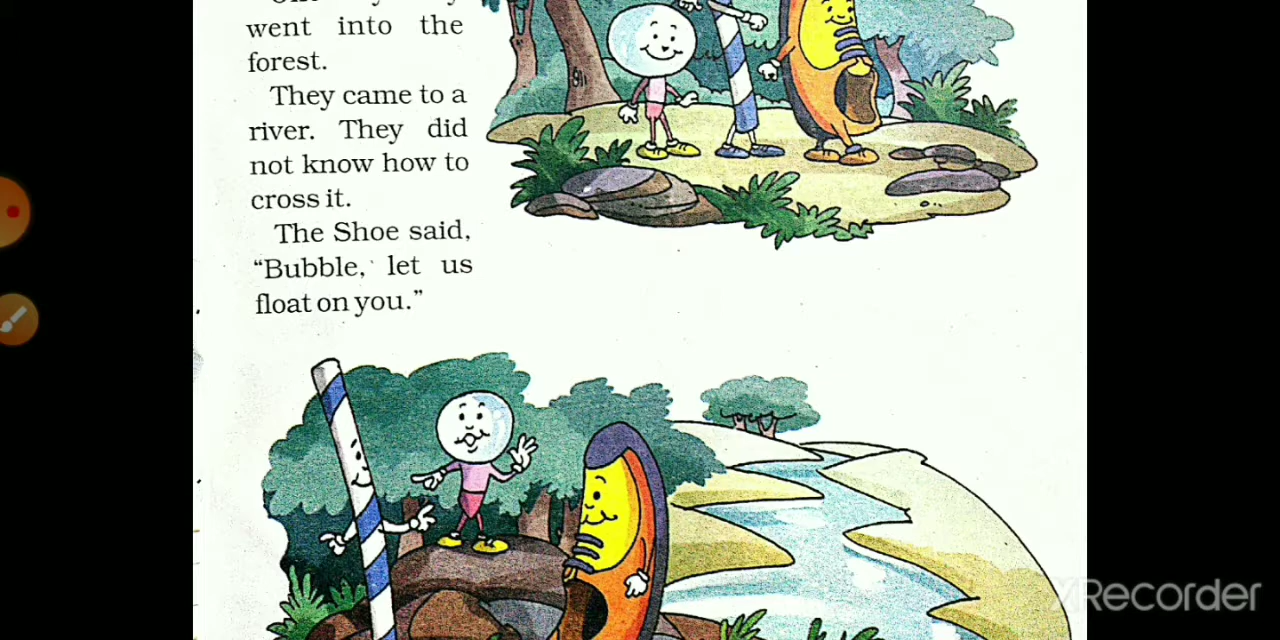 went into the
forest.
They came to a
river. They did
not know how to
cross it.
The Shoe said,
“Bubble, let us
float on you.”
XRecorder